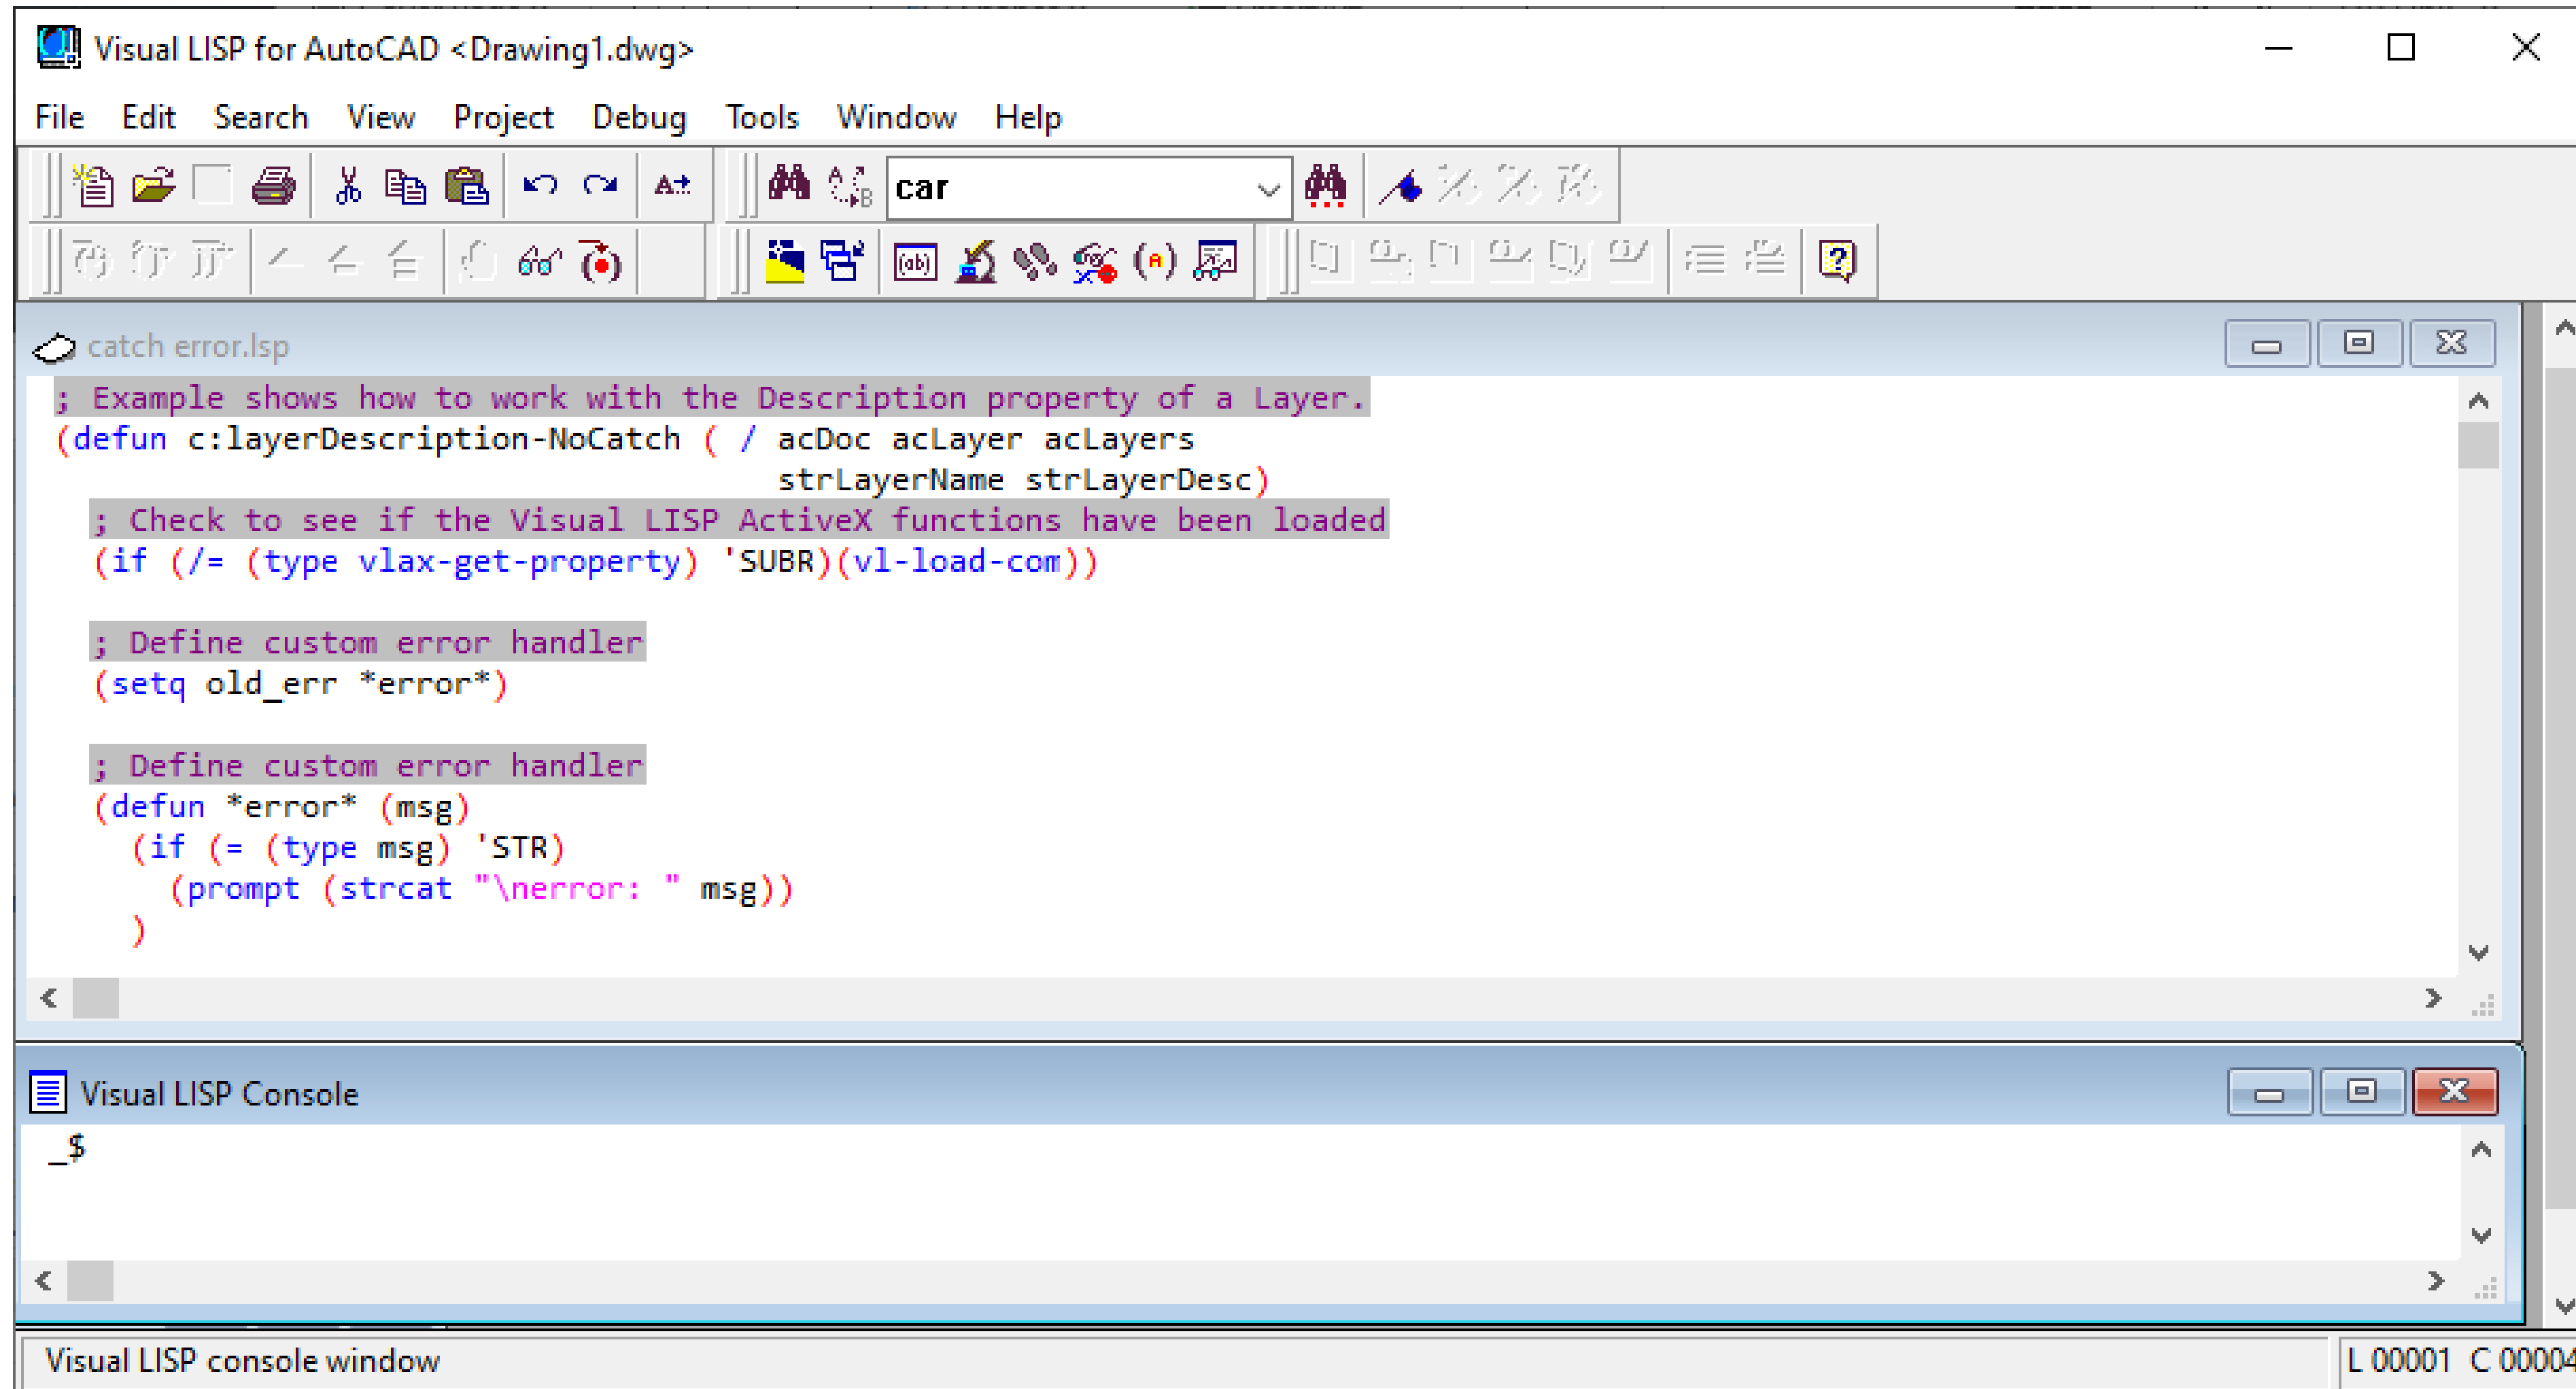 Visual LISP for AutoCAD <Drawing1.dwg>
File Edit Search View Project Debug Tools Window Help
car
catch error.lsp
; Example shows how to work with the Description property of a Layer.
(defun c:layerDescription-NoCatch ( / acDoc acLayer acLayers
strLayerName strLayerDesc)
; Check to see if the Visual LISP ActiveX functions have been loaded
(if (/= (type vlax-get-property) 'SUBR)(vl-load-com))
; Define custom error handler
(setq old_err *error*)
; Define custom error handler
(defun *error* (msg)
(if (= (type msg) 'STR)
(prompt (strcat "\nerror: " msg))
)
Visual LISP Console
_$
Visual LISP console window
L 00001 C 00004